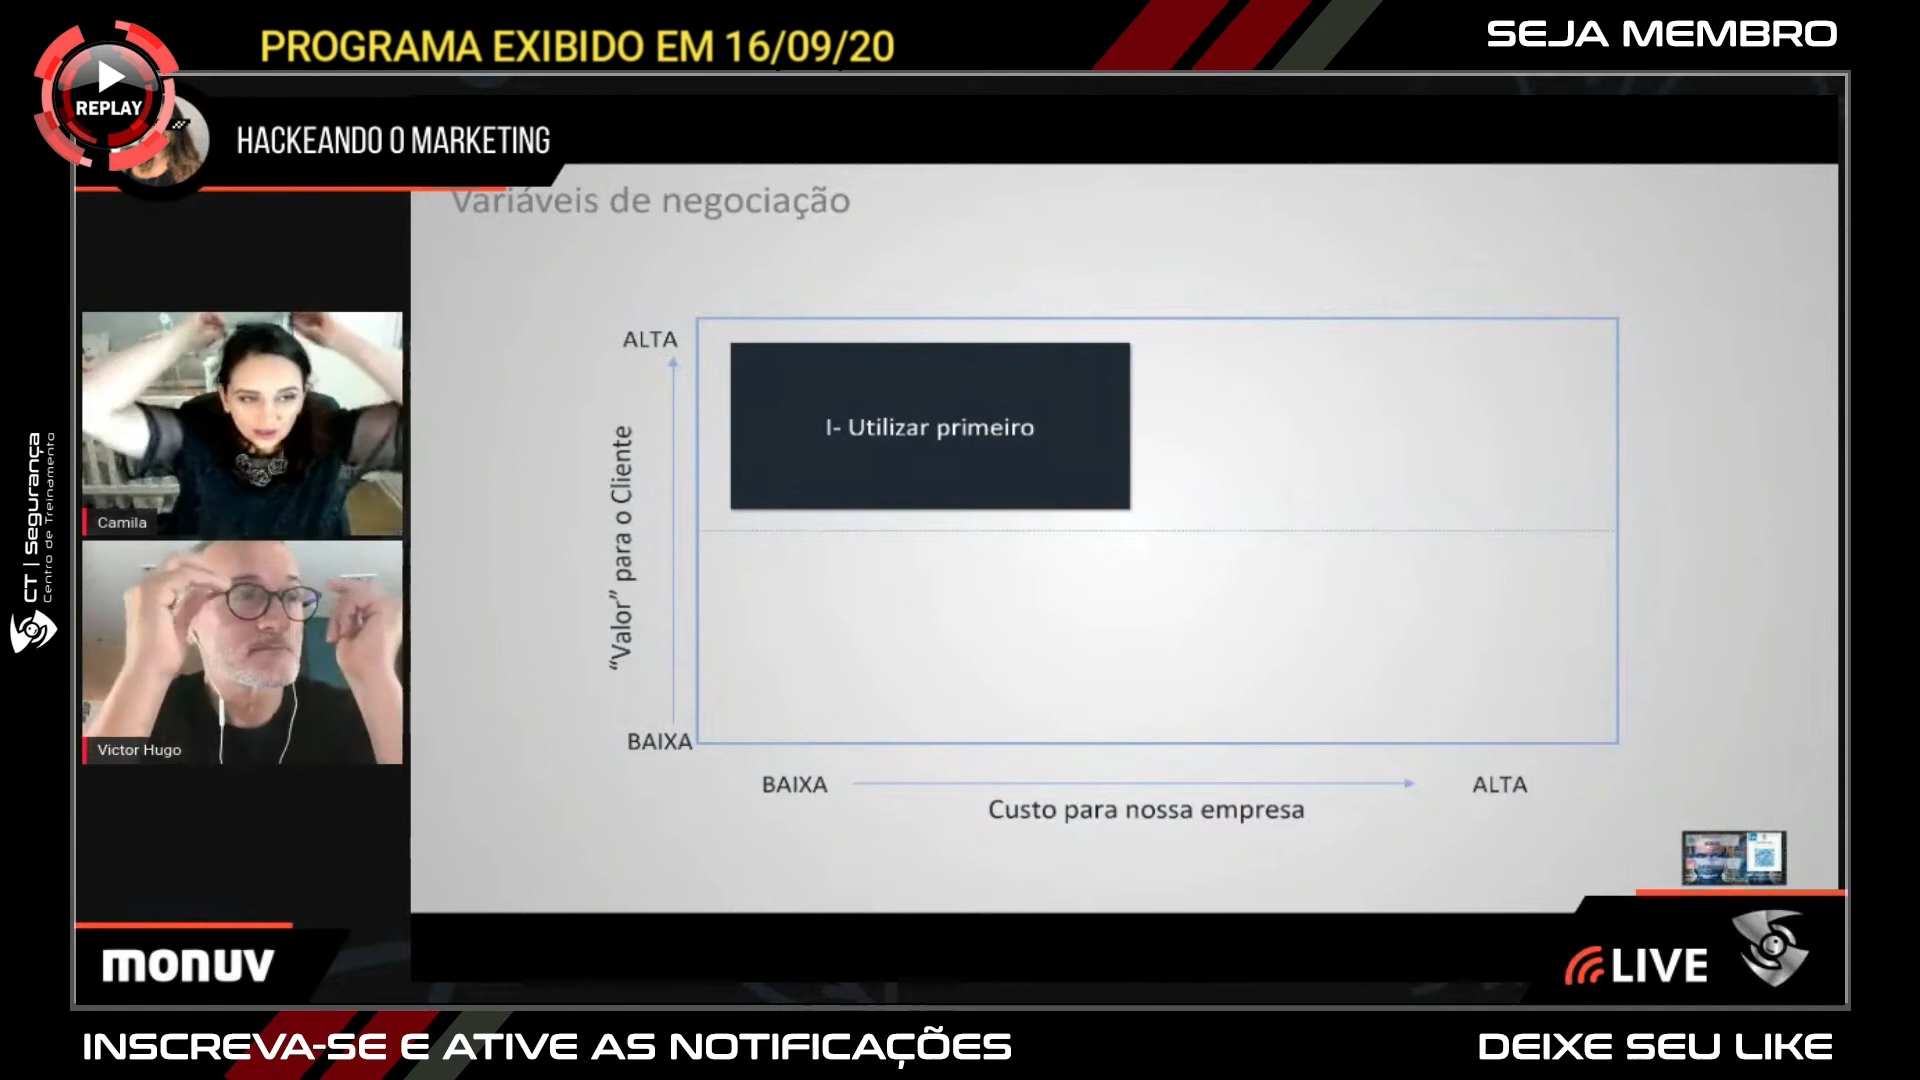 PROGRAMA EXIBIDO EM 16/09/20
SEJA MEMBRO
REPLAY
HACKEANDO O MARKETING
Variáveis de negociação
ALTA
I- Utilizar primeiro
"Valor" para o Cliente
BAIXA
BAIXA
ALTA
Custo para nossa empresa
Camila
Victor Hugo
CT | Segurança
Centro de Treinamento
monuv
LIVE
INSCREVA-SE E ATIVE AS NOTIFICAÇÕES
DEIXE SEU LIKE